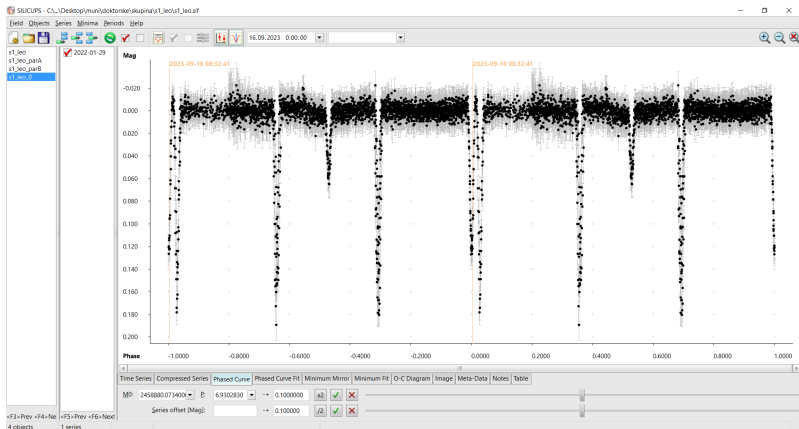 SILICUPS - C:\...\Desktop\muni\doktorske\skupina\s1_leo\s1_leo.sif
Field Objects Series Minima Periods Help
16.09.2023 0:00:00
s1_leo
s1_leo_parA
s1_leo_parB
s1_leo_0
2022-01-29
Mag
2023-09-16 08:32:41 2023-09-16 08:32:41
-0.020
0.000
0.020
0.040
0.060
0.080
0.100
0.120
0.140
0.160
0.180
0.200
Phase -1.0000 -0.8000 -0.6000 -0.4000 -0.2000 0.0000 0.2000 0.4000 0.6000 0.8000 1.0000
Time Series Compressed Series Phased Curve Phased Curve Fit Minimum Mirror Minimum Fit O-C Diagram Image Meta-Data Notes Table
M0: 2458880.073400 P: 6.9302830 → 0.1000000 x2
Series offset [Mag]: → 0.100000 /2
<F3>Prev <F4>Ne <F5>Prev <F6>Next
4 objects 1 series